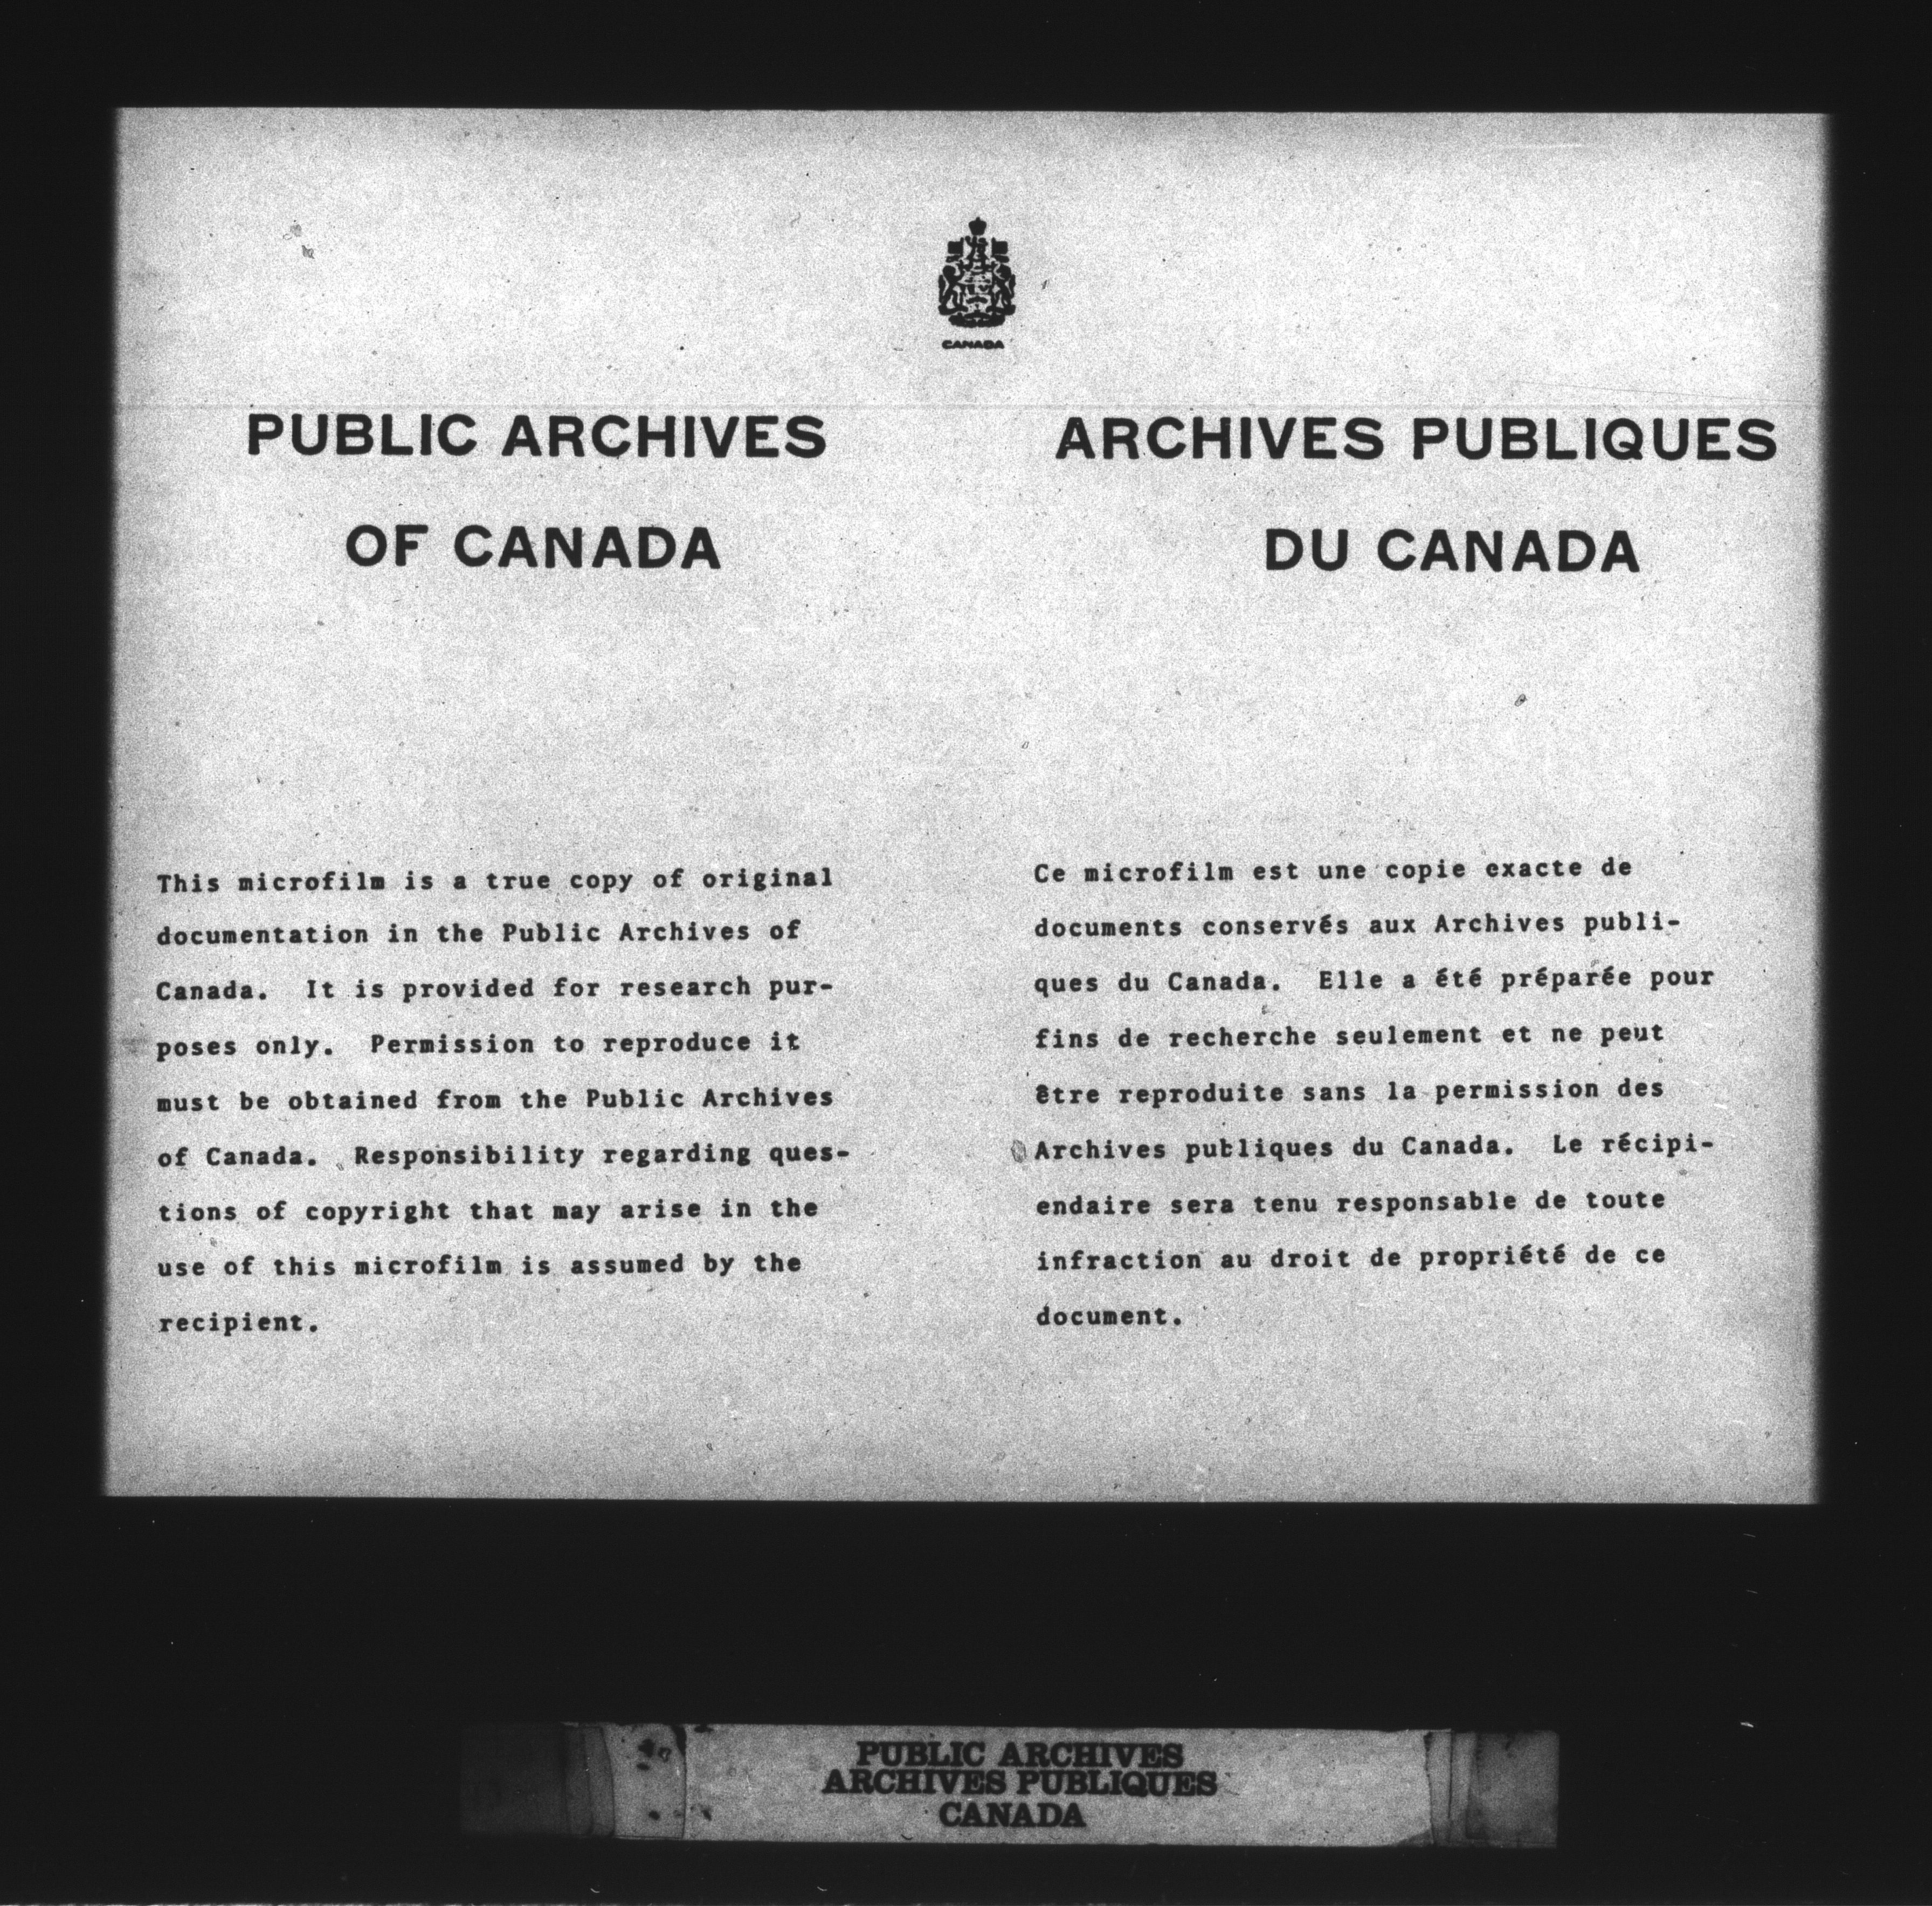 CANADA
PUBLIC ARCHIVES
OF CANADA
This microfilm is a true copy of original
documentation in the Public Archives of
Canada. It is provided for research pur-
poses only. Permission to reproduce it
must be obtained from the Public Archives
of Canada. Responsibility regarding ques-
tions of copyright that may arise in the
use of this microfilm is assumed by the
recipient.
ARCHIVES PUBLIQUES
DU CANADA
Ce microfilm est une copie exacte de
documents conservés aux Archives publi-
ques du Canada. Elle a été préparée pour
fins de recherche seulement et ne peut
être reproduite sans la permission des
Archives publiques du Canada. Le récipi-
endaire sera tenu responsable de toute
infraction au droit de propriété de ce
document.
PUBLIC ARCHIVES
ARCHIVES PUBLIQUES
CANADA